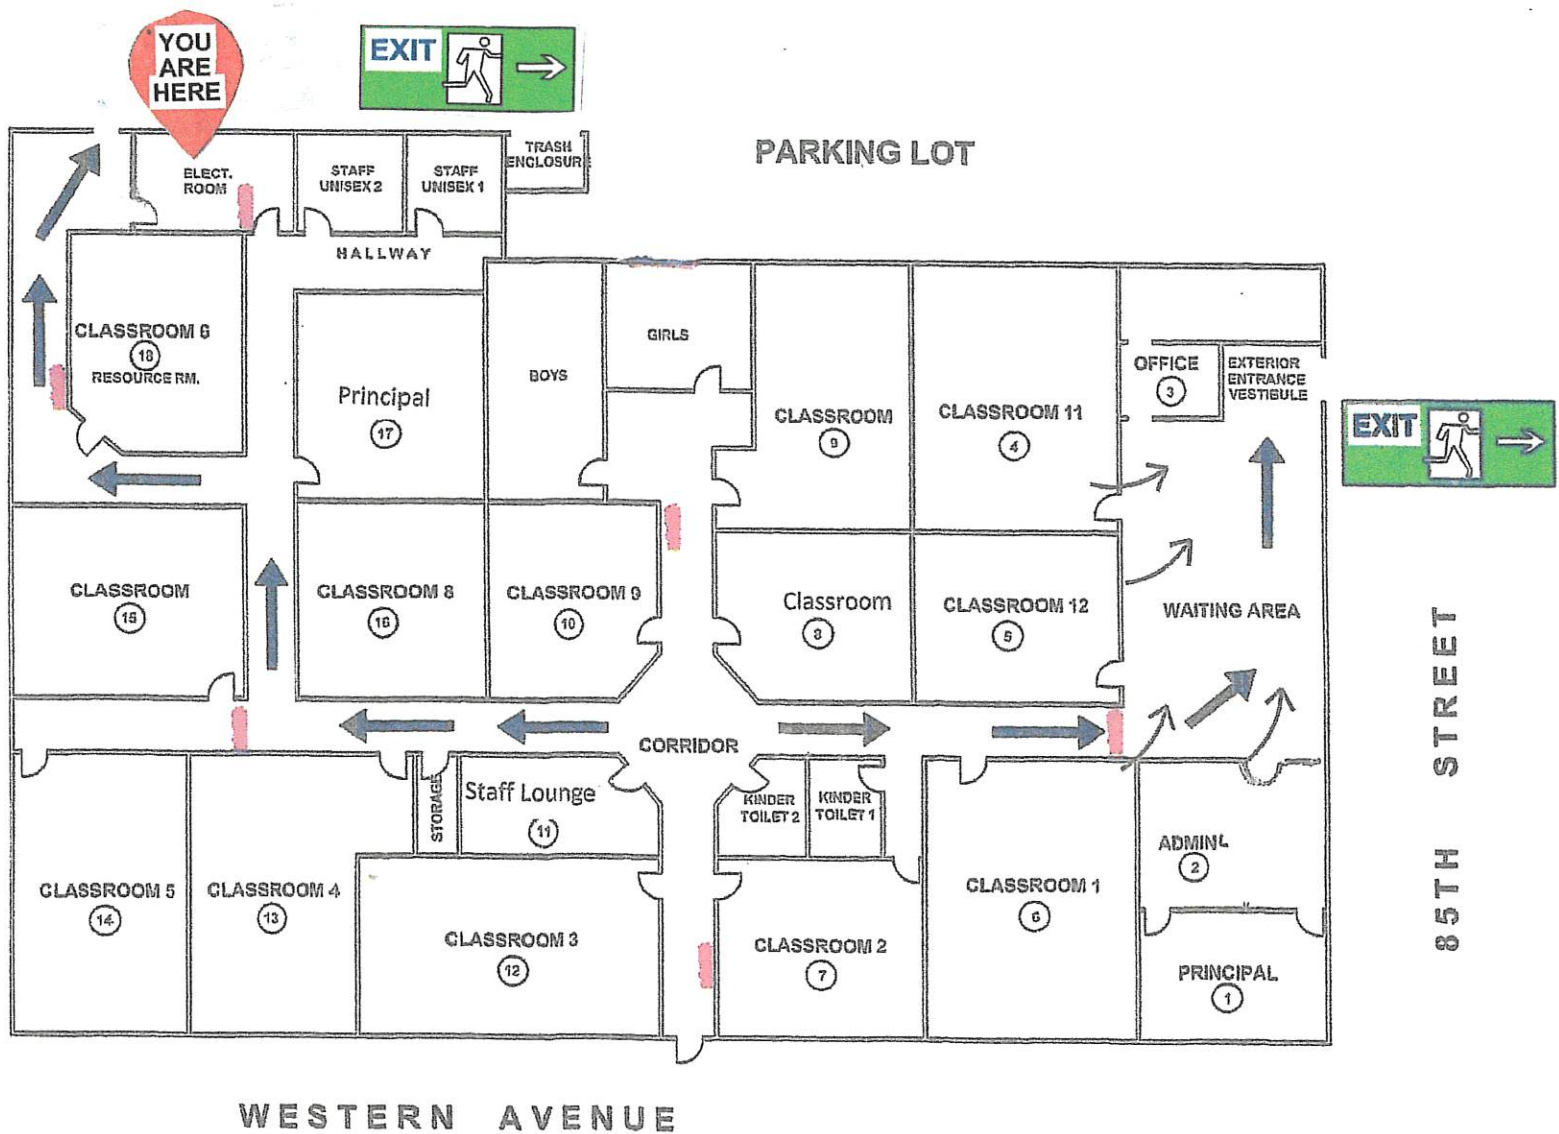 YOU
ARE
HERE
EXIT
PARKING LOT
TRASH
ENCLOSURE
ELECT.
ROOM
STAFF
UNISEX 2
STAFF
UNISEX 1
HALLWAY
CLASSROOM 6
18
RESOURCE RM.
Principal
17
BOYS
GIRLS
CLASSROOM
9
CLASSROOM 11
4
OFFICE
3
EXTERIOR
ENTRANCE
VESTIBULE
EXIT
CLASSROOM
15
CLASSROOM 8
16
CLASSROOM 9
10
Classroom
8
CLASSROOM 12
5
WAITING AREA
CORRIDOR
STORAGE
Staff Lounge
11
KINDER
TOILET 2
KINDER
TOILET 1
CLASSROOM 5
14
CLASSROOM 4
13
CLASSROOM 3
12
CLASSROOM 2
7
CLASSROOM 1
6
ADMIN.
2
PRINCIPAL
1
85TH STREET
WESTERN AVENUE